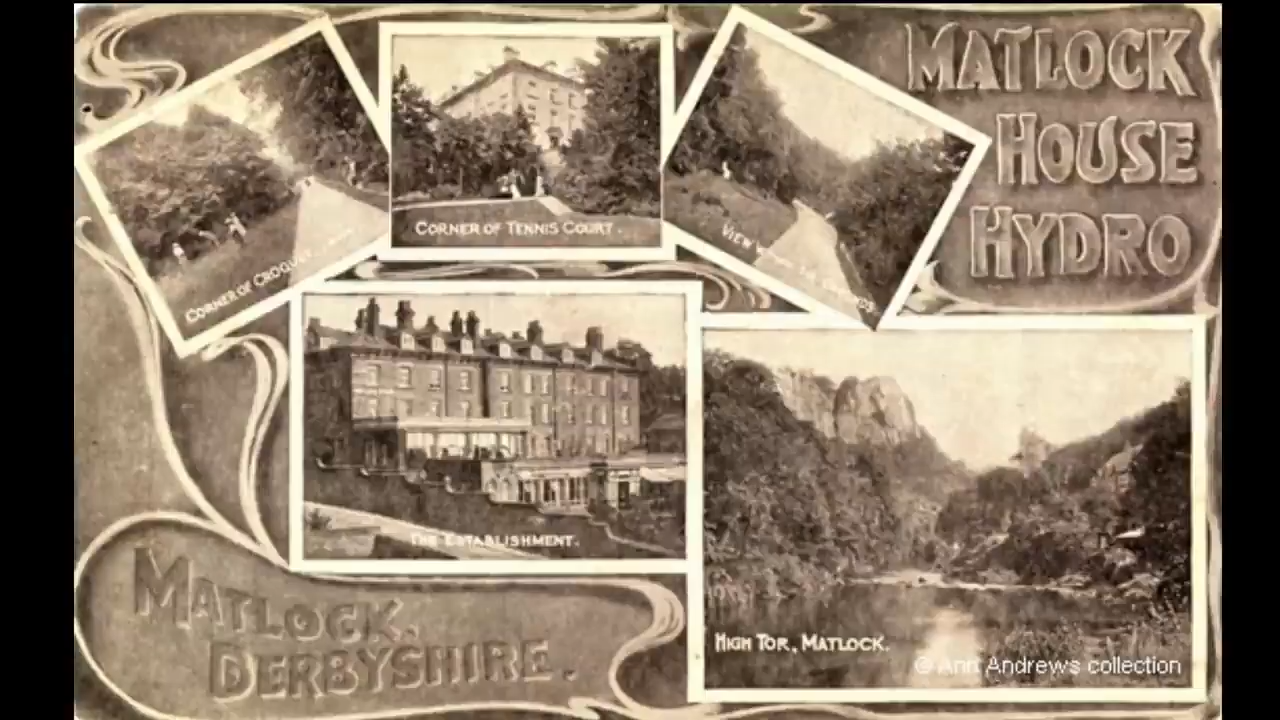 MATLOCK
HOUSE
HYDRO
CORNER OF TENNIS COURT.
CORNER OF CROQUET
VIEW
THE ESTABLISHMENT.
HIGH TOR, MATLOCK.
© Ann Andrews collection
MATLOCK.
DERBYSHIRE.